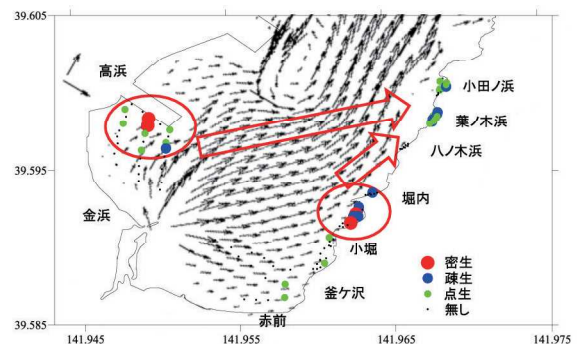 39.605
高浜
小田ノ浜
葉ノ木浜
八ノ木浜
39.595
金浜
堀内
小堀
密生
疎生
釜ケ沢
点生
赤前
無し
39.585
141.945
141.955
141.965
141.975